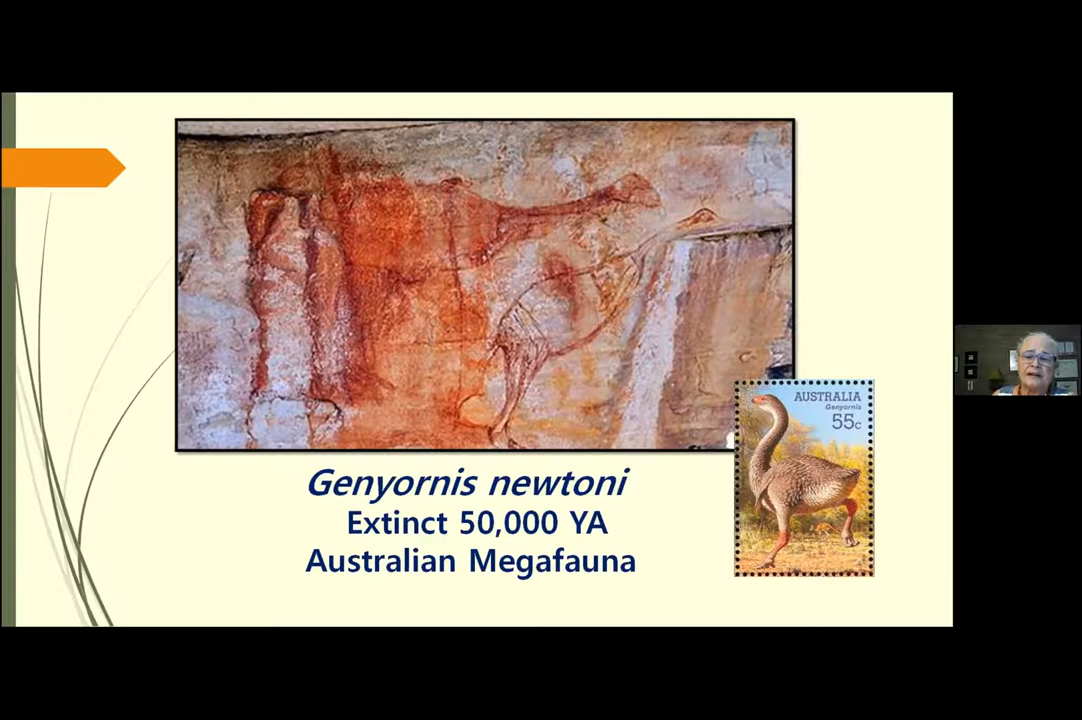 Genyornis newtoni
Extinct 50,000 YA
Australian Megafauna
AUSTRALIA
Genyornis
55c